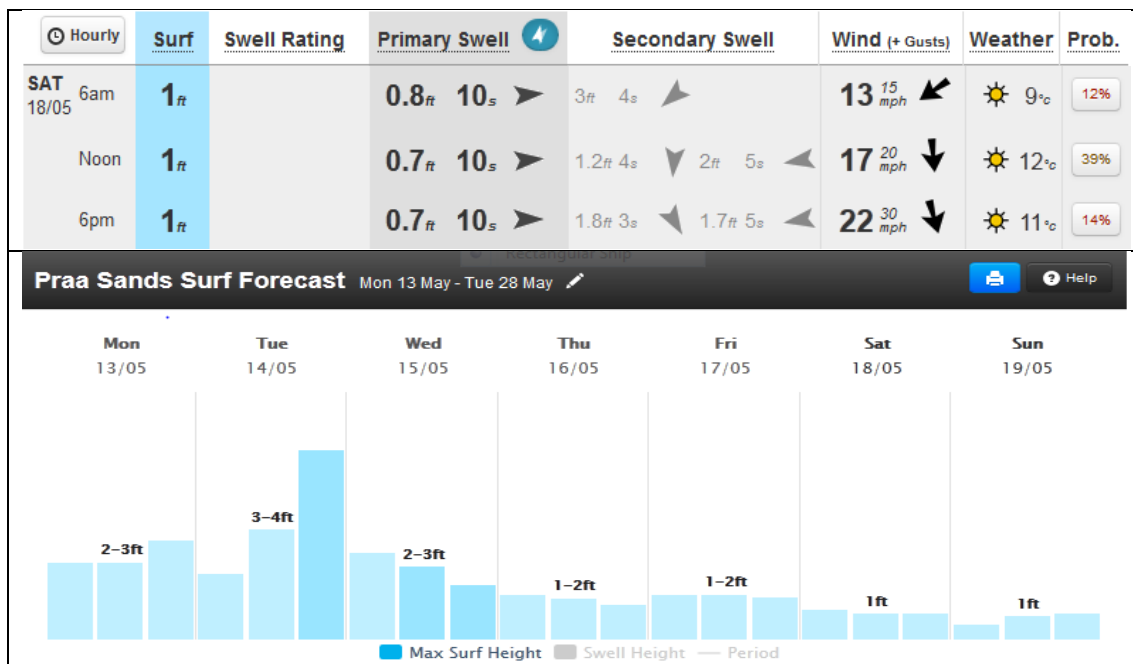 Hourly Surf Swell Rating Primary Swell Secondary Swell Wind (+ Gusts) Weather Prob.
SAT 18/05 6am 1ft 0.8ft 10s 3ft 4s 13 15 mph 9°c 12%
Noon 1ft 0.7ft 10s 1.2ft 4s 2ft 5s 17 20 mph 12°c 39%
6pm 1ft 0.7ft 10s 1.8ft 3s 1.7ft 5s 22 30 mph 11°c 14%
Rectangular Snip
Praa Sands Surf Forecast Mon 13 May - Tue 28 May Help
Mon Tue Wed Thu Fri Sat Sun
13/05 14/05 15/05 16/05 17/05 18/05 19/05
3-4ft
2-3ft 2-3ft
1-2ft 1-2ft
1ft 1ft
Max Surf Height Swell Height Period